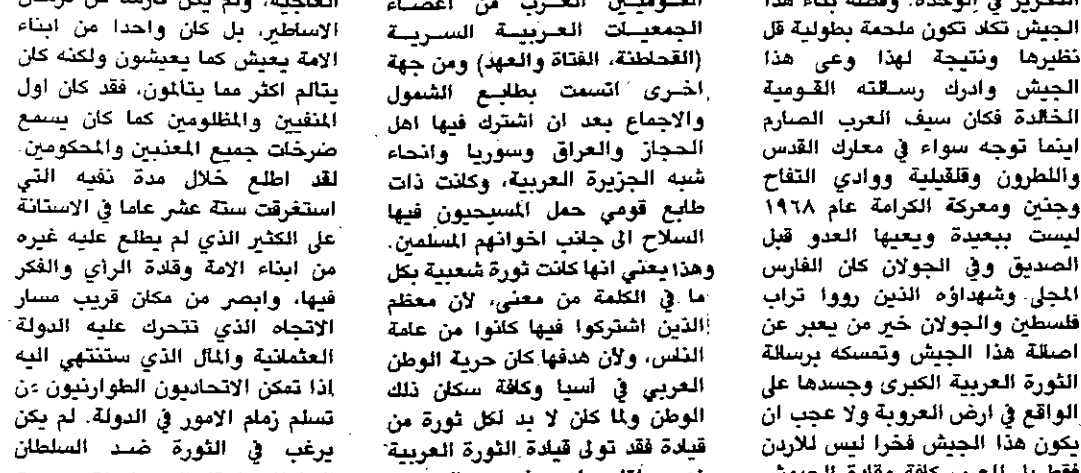 الجيش تكاد تكون ملحمة بطولية قل
نظيرها ونتيجة لهذا وعى هذا
الجيش وادرك رسالته القومية
الخالدة فكان سيف العرب الصارم
اينما توجه سواء في معارك القدس
واللطرون وقلقيلية ووادي التفاح
وجنين ومعركة الكرامة عام ١٩٦٨
ليست ببعيدة ويعيها العدو قبل
الصديق وفي الجولان كان الفارس
المجلى وشهداؤه الذين رووا تراب
فلسطين والجولان خير من يعبر عن
اصالة هذا الجيش وتمسكه برسالة
الثورة العربية الكبرى وجسدها على
الواقع في ارض العروبة ولا عجب ان
يكون هذا الجيش فخرا ليس للاردن
القوميين العرب من اعضاء
الجمعيات العربية السرية
(القحاطنة، الفتاة والعهد) ومن جهة
اخرى اتسمت بطابع الشمول
والاجماع بعد ان اشترك فيها اهل
الحجاز والعراق وسوريا وانحاء
شبه الجزيرة العربية، وكانت ذات
طابع قومي حمل المسيحيون فيها
السلاح الى جانب اخوانهم المسلمين.
وهذا يعني انها كانت ثورة شعبية بكل
ما في الكلمة من معنى، لأن معظم
الذين اشتركوا فيها كانوا من عامة
الناس، ولأن هدفها كان حرية الوطن
العربي في آسيا وكافة سكان ذلك
الوطن ولما كان لا بد لكل ثورة من
قيادة فقد تولى قيادة الثورة العربية
الاساطير، بل كان واحدا من ابناء
الامة يعيش كما يعيشون ولكنه كان
يتالم اكثر مما يتالمون، فقد كان اول
المنفيين والمظلومين كما كان يسمع
صرخات جميع المعذبين والمحكومين.
لقد اطلع خلال مدة نفيه التي
استغرقت ستة عشر عاما في الاستانة
على الكثير الذي لم يطلع عليه غيره
من ابناء الامة وقادة الرأي والفكر
فيها، وابصر من مكان قريب مسار
الاتجاه الذي تتحرك عليه الدولة
العثمانية والمآل الذي ستنتهي اليه
إذا تمكن الاتحاديون الطوارنيون من
تسلم زمام الامور في الدولة. لم يكن
يرغب في الثورة ضد السلطان